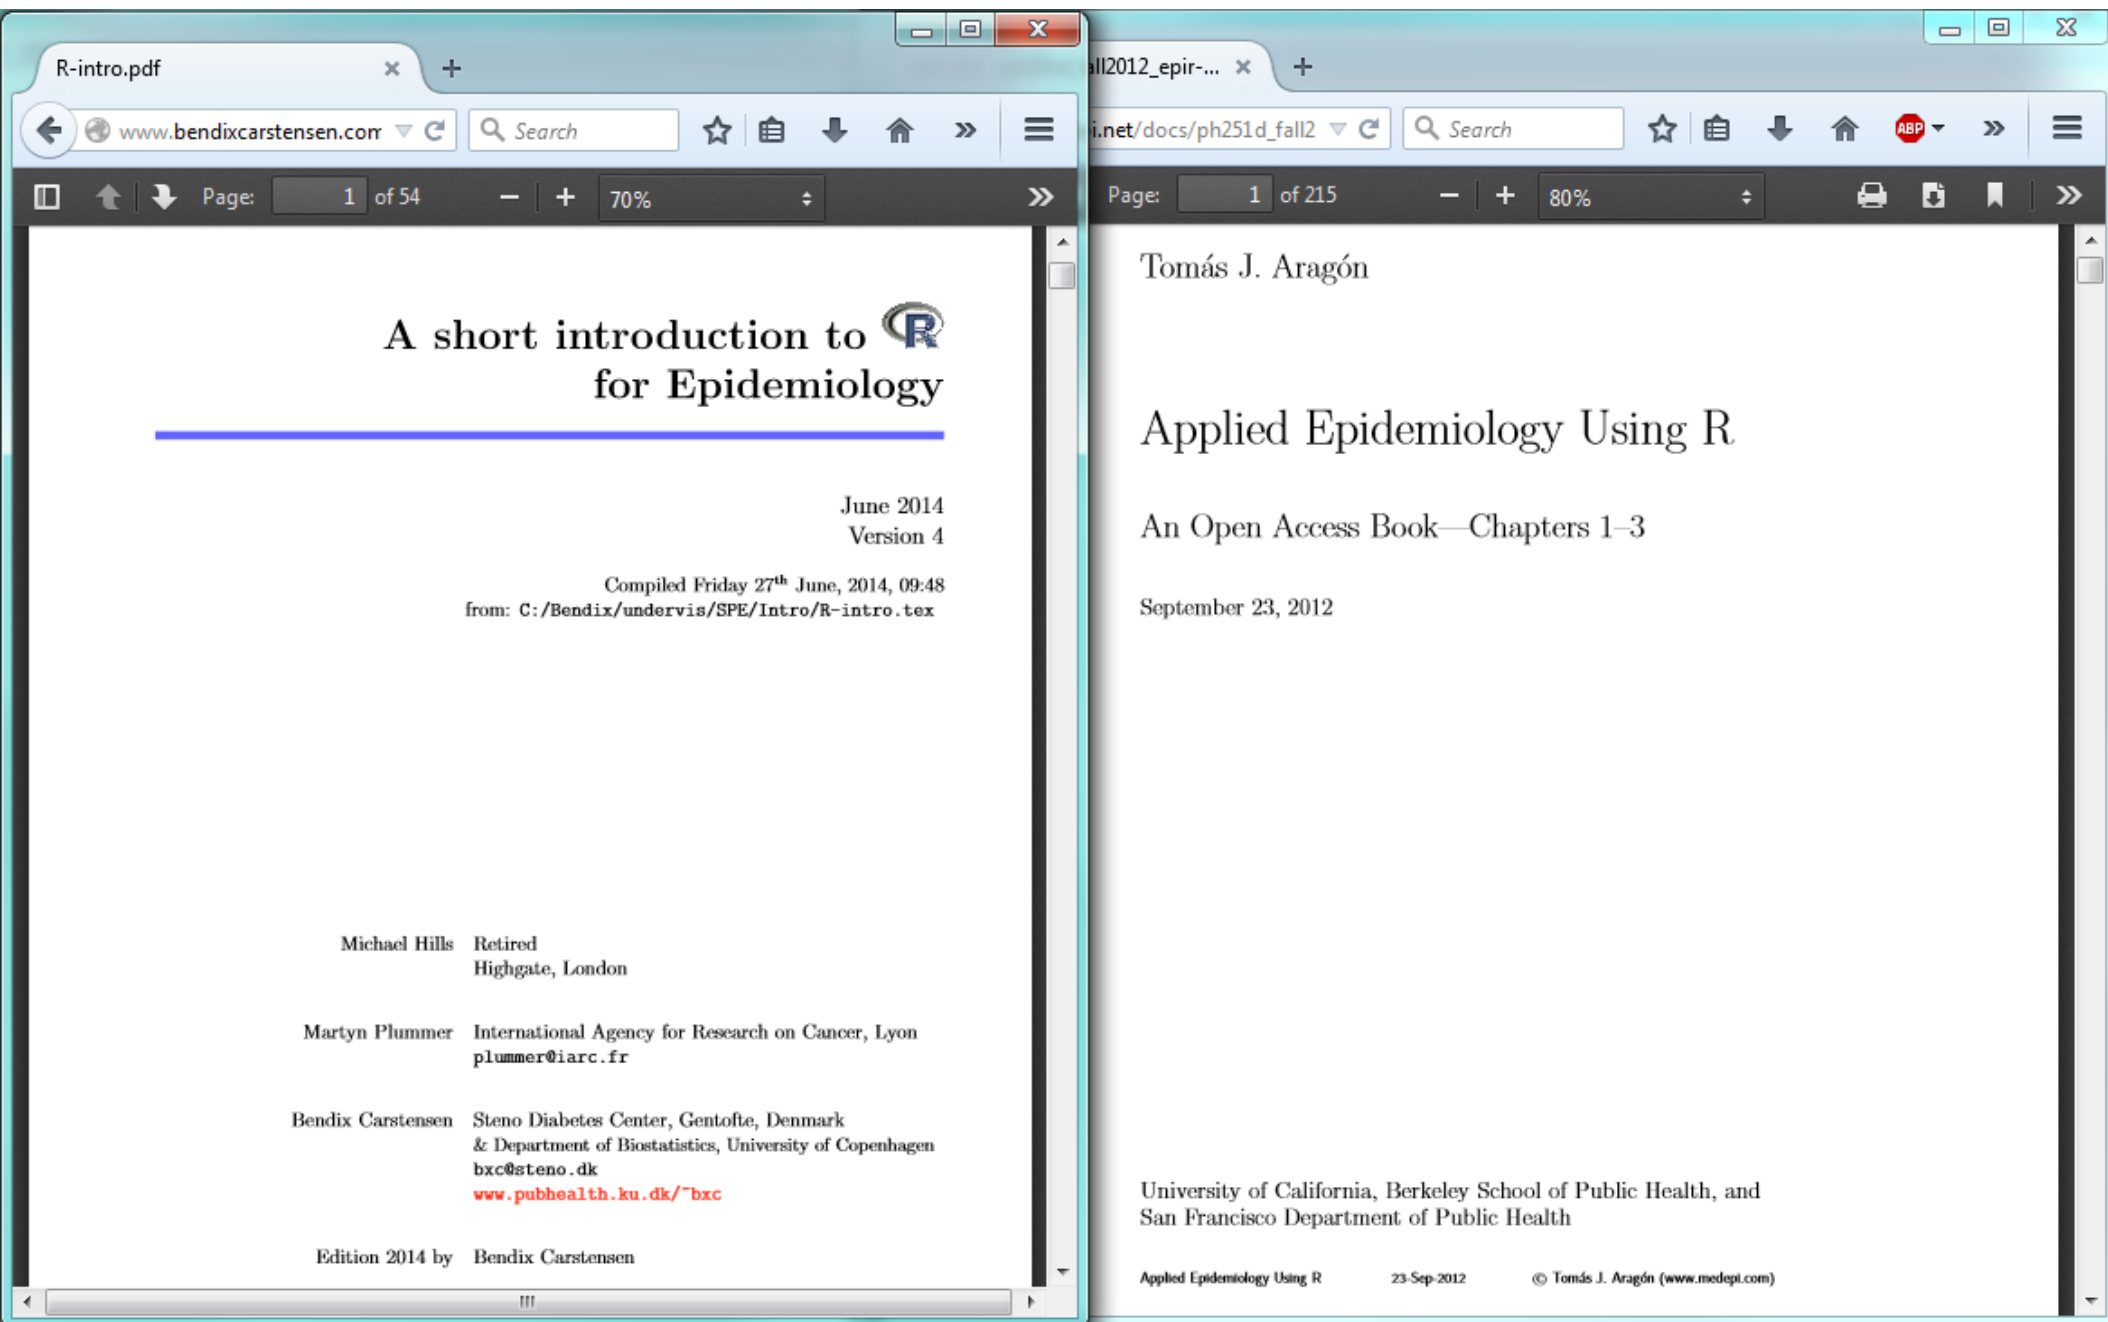 R-intro.pdf
www.bendixcarstensen.com
Search
Page: 1 of 54
70%
A short introduction to R
for Epidemiology
June 2014
Version 4
Compiled Friday 27th June, 2014, 09:48
from: C:/Bendix/undervis/SPE/Intro/R-intro.tex
Michael Hills Retired
Highgate, London
Martyn Plummer International Agency for Research on Cancer, Lyon
plummer@iarc.fr
Bendix Carstensen Steno Diabetes Center, Gentofte, Denmark
& Department of Biostatistics, University of Copenhagen
bxc@steno.dk
www.pubhealth.ku.dk/~bxc
Edition 2014 by Bendix Carstensen
all2012_epir-...
i.net/docs/ph251d_fall2
Search
ABP
Page: 1 of 215
80%
Tomás J. Aragón
Applied Epidemiology Using R
An Open Access Book—Chapters 1–3
September 23, 2012
University of California, Berkeley School of Public Health, and
San Francisco Department of Public Health
Applied Epidemiology Using R 23-Sep-2012 © Tomás J. Aragón (www.medepi.com)